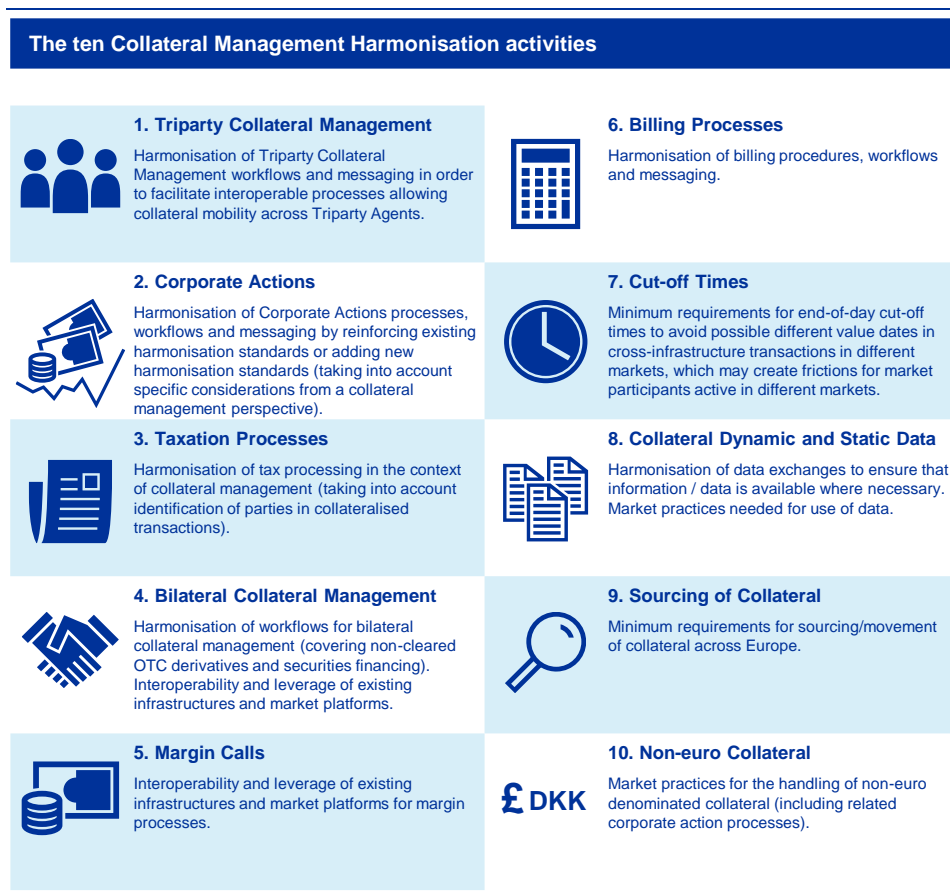 The ten Collateral Management Harmonisation activities
1. Triparty Collateral Management
Harmonisation of Triparty Collateral
Management workflows and messaging in order
to facilitate interoperable processes allowing
collateral mobility across Triparty Agents.
2. Corporate Actions
Harmonisation of Corporate Actions processes,
workflows and messaging by reinforcing existing
harmonisation standards or adding new
harmonisation standards (taking into account
specific considerations from a collateral
management perspective).
3. Taxation Processes
Harmonisation of tax processing in the context
of collateral management (taking into account
identification of parties in collateralised
transactions).
4. Bilateral Collateral Management
Harmonisation of workflows for bilateral
collateral management (covering non-cleared
OTC derivatives and securities financing).
Interoperability and leverage of existing
infrastructures and market platforms.
5. Margin Calls
Interoperability and leverage of existing
infrastructures and market platforms for margin
processes.
6. Billing Processes
Harmonisation of billing procedures, workflows
and messaging.
7. Cut-off Times
Minimum requirements for end-of-day cut-off
times to avoid possible different value dates in
cross-infrastructure transactions in different
markets, which may create frictions for market
participants active in different markets.
8. Collateral Dynamic and Static Data
Harmonisation of data exchanges to ensure that
information / data is available where necessary.
Market practices needed for use of data.
9. Sourcing of Collateral
Minimum requirements for sourcing/movement
of collateral across Europe.
10. Non-euro Collateral
£ DKK
Market practices for the handling of non-euro
denominated collateral (including related
corporate action processes).